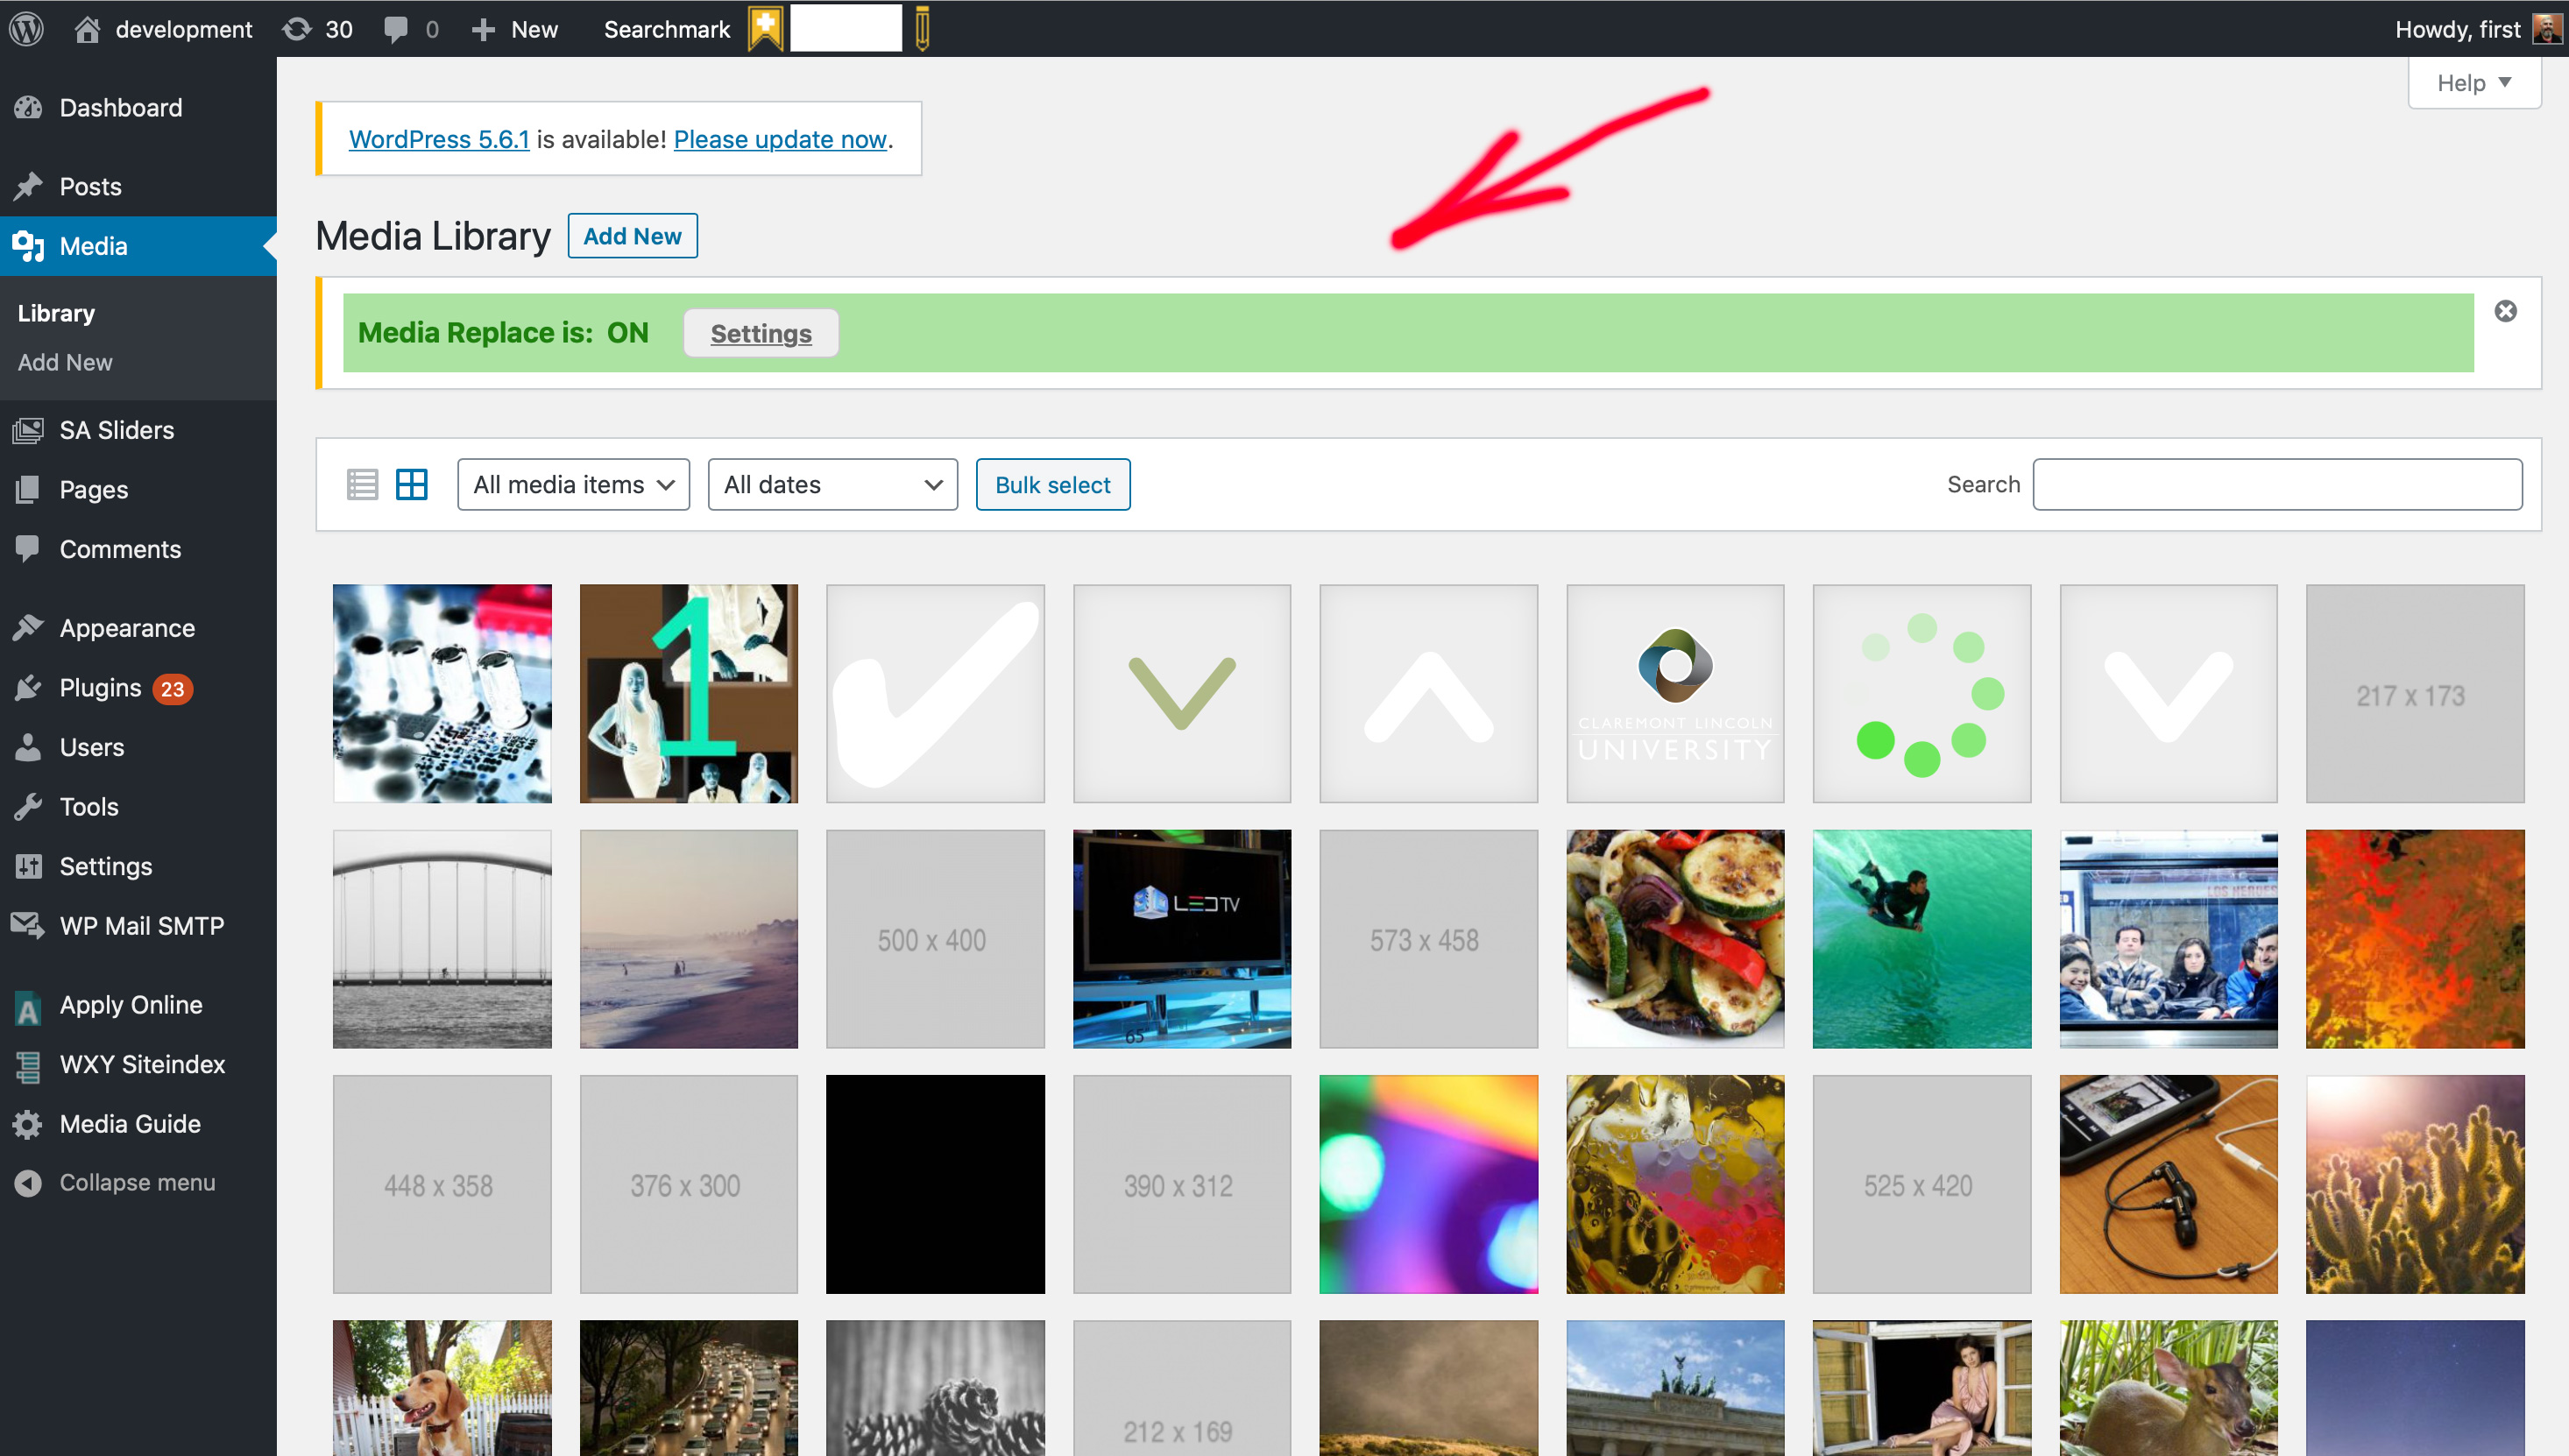 development 30 0 New Searchmark Howdy, first
Help
Dashboard
Posts
Media
Library
Add New
SA Sliders
Pages
Comments
Appearance
Plugins 23
Users
Tools
Settings
WP Mail SMTP
Apply Online
WXY Siteindex
Media Guide
Collapse menu
WordPress 5.6.1 is available! Please update now.
Media Library Add New
Media Replace is: ON Settings
All media items All dates Bulk select Search
1
CLAREMONT LINCOLN
UNIVERSITY
217 x 173
500 x 400
LED TV
65"
573 x 458
448 x 358
376 x 300
390 x 312
525 x 420
212 x 169